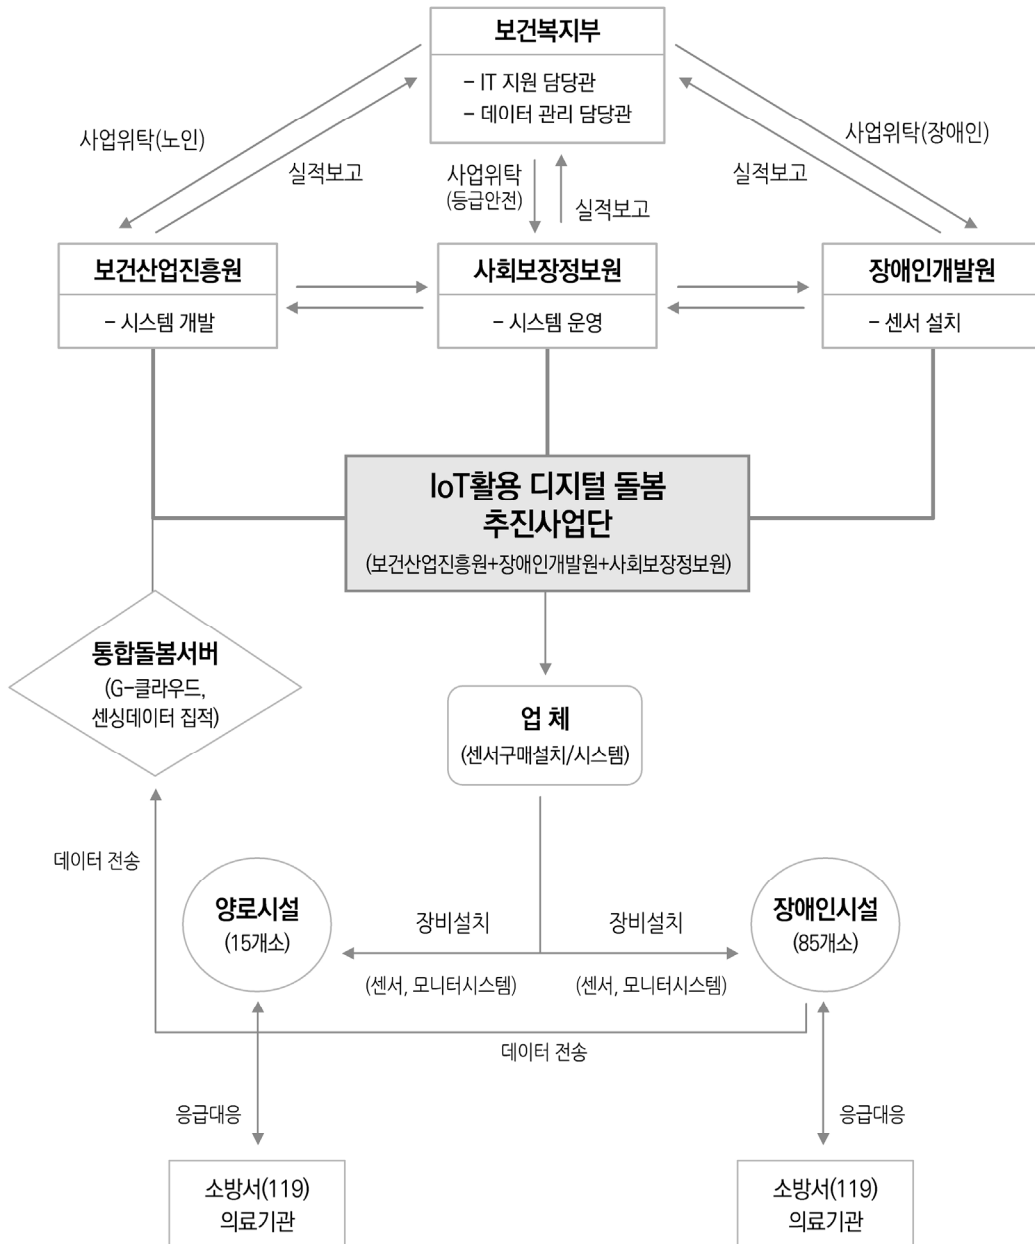 보건복지부
- IT 지원 담당관
- 데이터 관리 담당관
사업위탁(노인)
실적보고
사업위탁
(등급안전)
실적보고
실적보고
사업위탁(장애인)
보건산업진흥원
- 시스템 개발
사회보장정보원
- 시스템 운영
장애인개발원
- 센서 설치
IoT활용 디지털 돌봄
추진사업단
(보건산업진흥원+장애인개발원+사회보장정보원)
통합돌봄서버
(G-클라우드,
센싱데이터 집적)
업 체
(센서구매설치/시스템)
데이터 전송
양로시설
(15개소)
장비설치
(센서, 모니터시스템)
장비설치
(센서, 모니터시스템)
장애인시설
(85개소)
데이터 전송
응급대응
응급대응
소방서(119)
의료기관
소방서(119)
의료기관